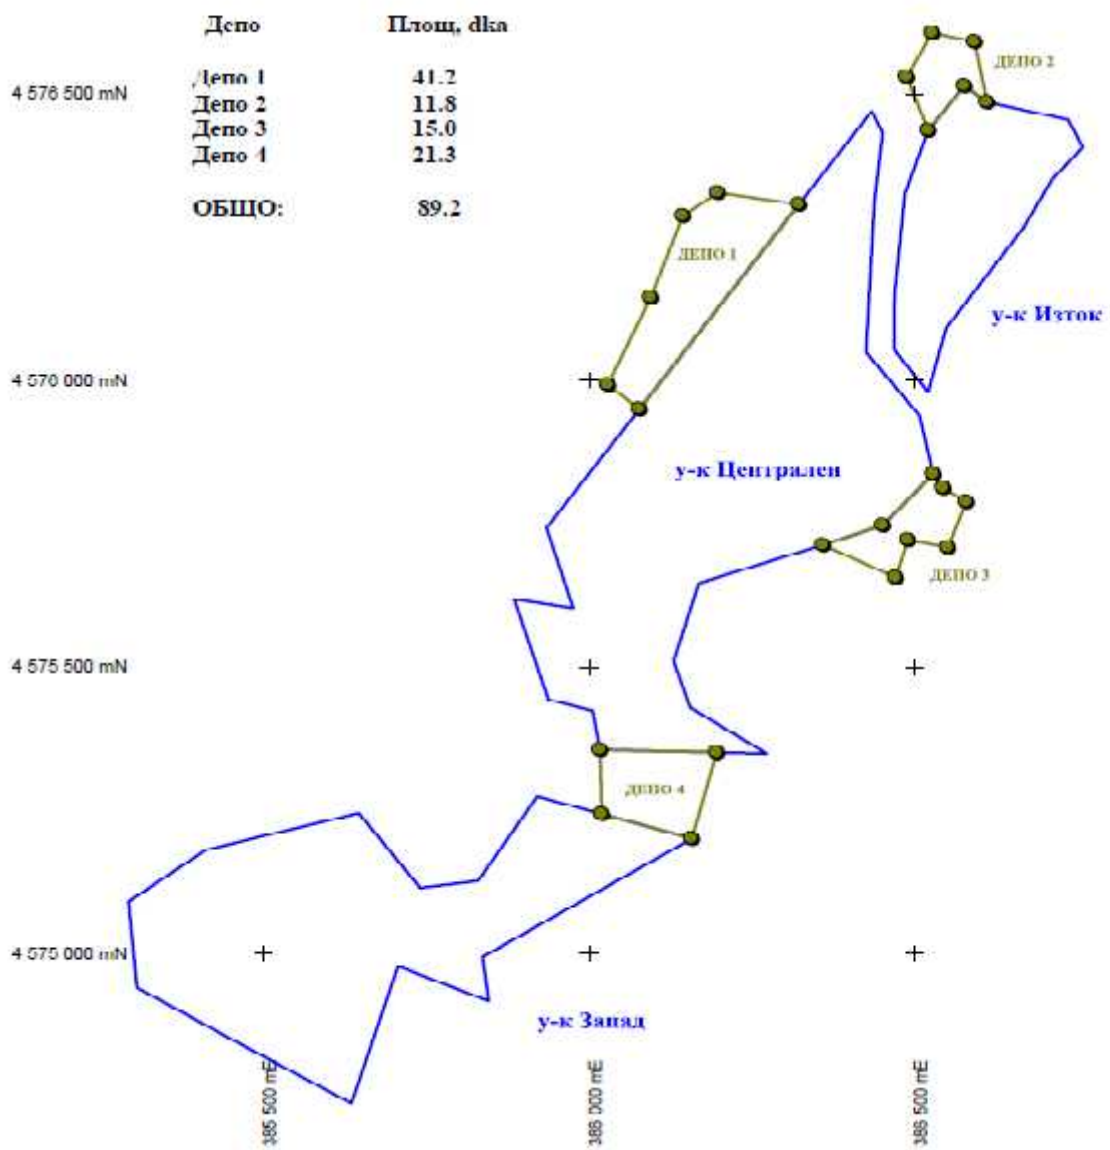 Депо Площ, dka
Депо 1 41.2
Депо 2 11.8
Депо 3 15.0
Депо 4 21.3
ОБЩО: 89.2
ДЕПО 2
4 576 500 mN
ДЕПО 1
у-к Изток
4 576 000 mN
у-к Централен
ДЕПО 3
4 575 500 mN
ДЕПО 4
4 575 000 mN
у-к Запад
385 500 mE
386 000 mE
386 500 mE